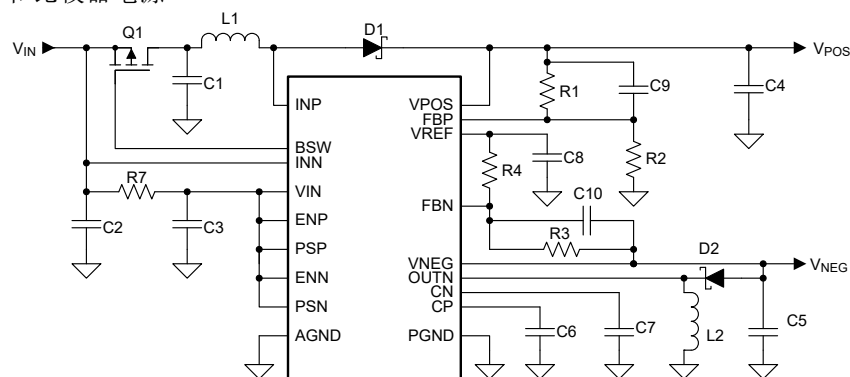 Q1
L1
D1
VIN
VPOS
C1
R1
C9
C4
INP
VPOS
FBP
VREF
BSW
INN
R4
C8
R2
R7
VIN
FBN
C10
C2
C3
ENP
PSP
R3
D2
ENN
VNEG
VNEG
OUTN
PSN
CN
CP
AGND
PGND
C6
C7
L2
C5